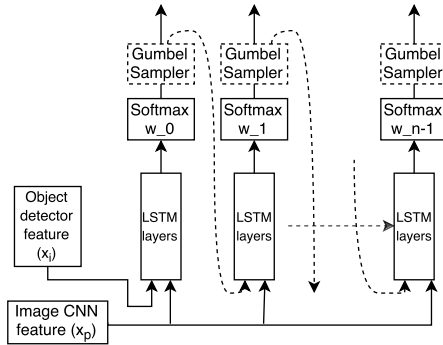 Gumbel
Sampler
Gumbel
Sampler
Gumbel
Sampler
Softmax
w_0
Softmax
w_1
Softmax
w_n-1
Object
detector
feature
(x_i)
LSTM
layers
LSTM
layers
LSTM
layers
Image CNN
feature (x_p)